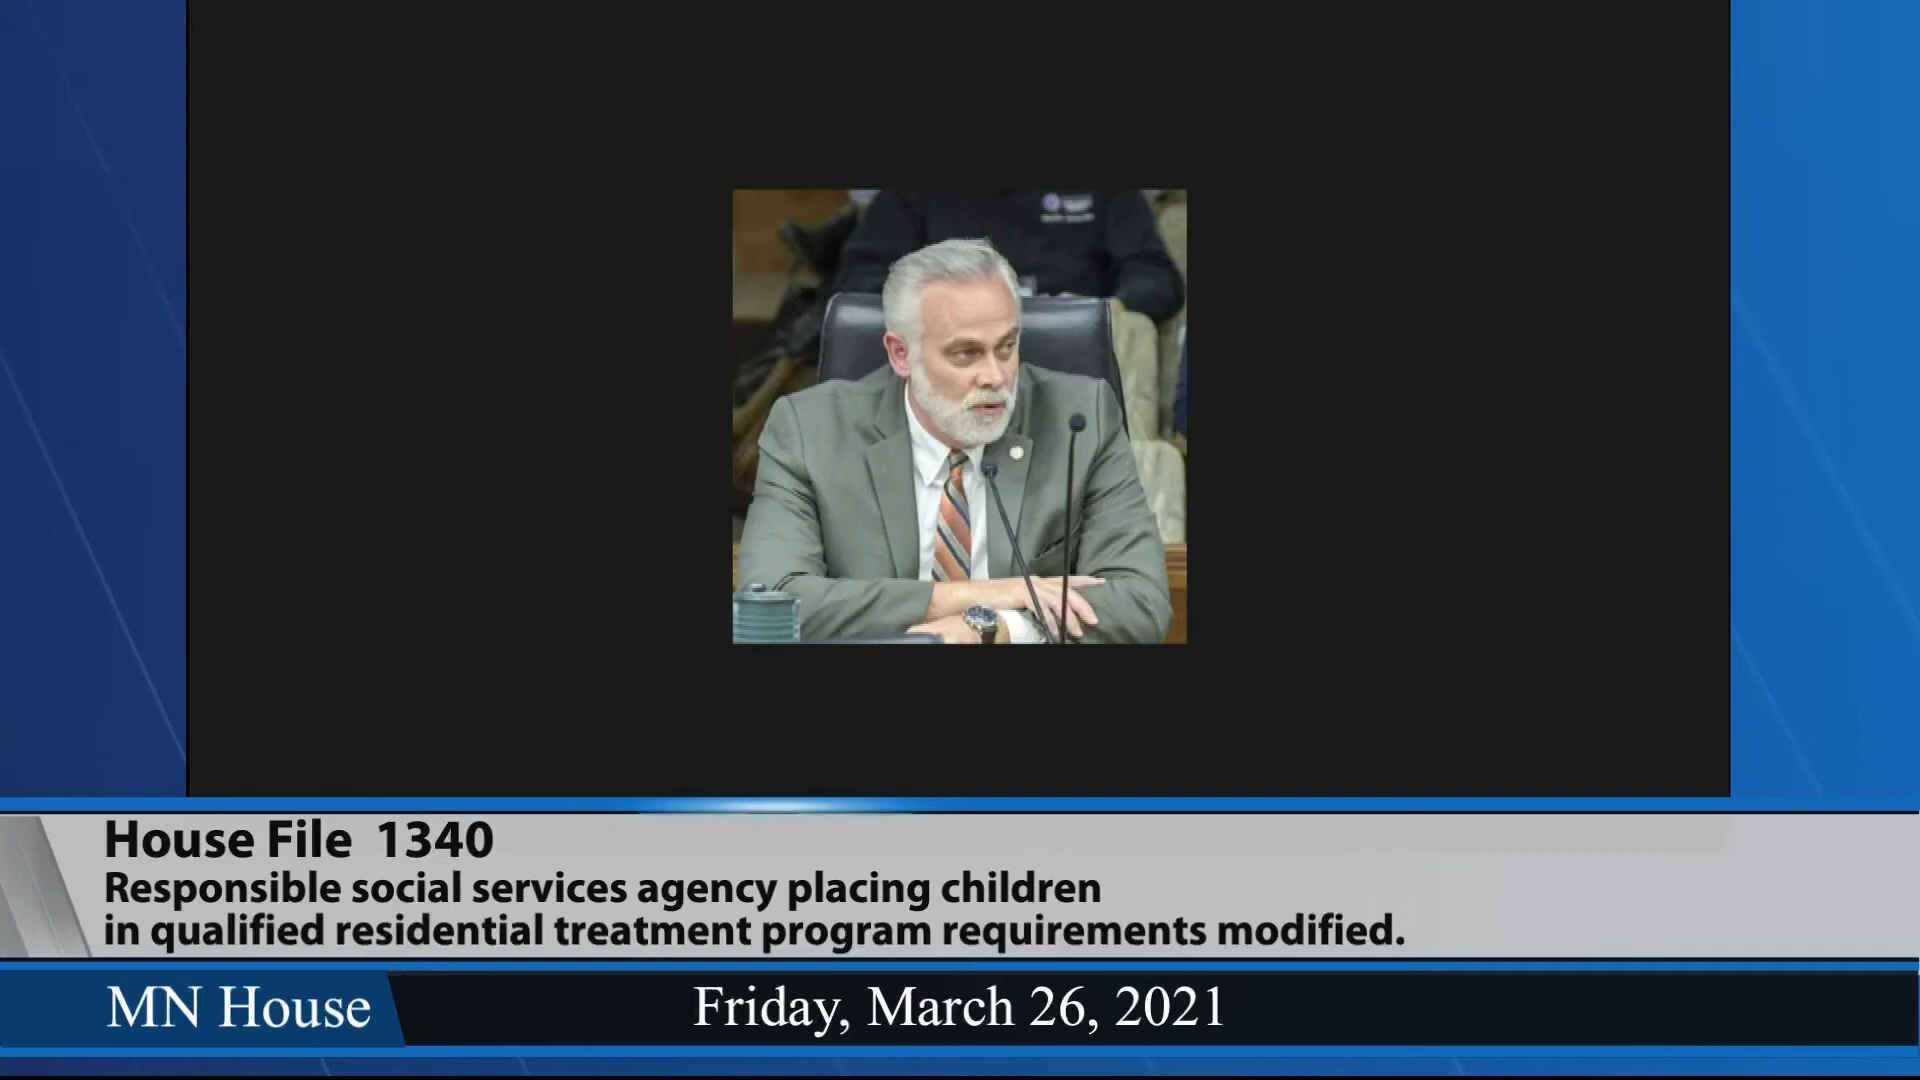 House File 1340
Responsible social services agency placing children
in qualified residential treatment program requirements modified.
MN House
Friday, March 26, 2021